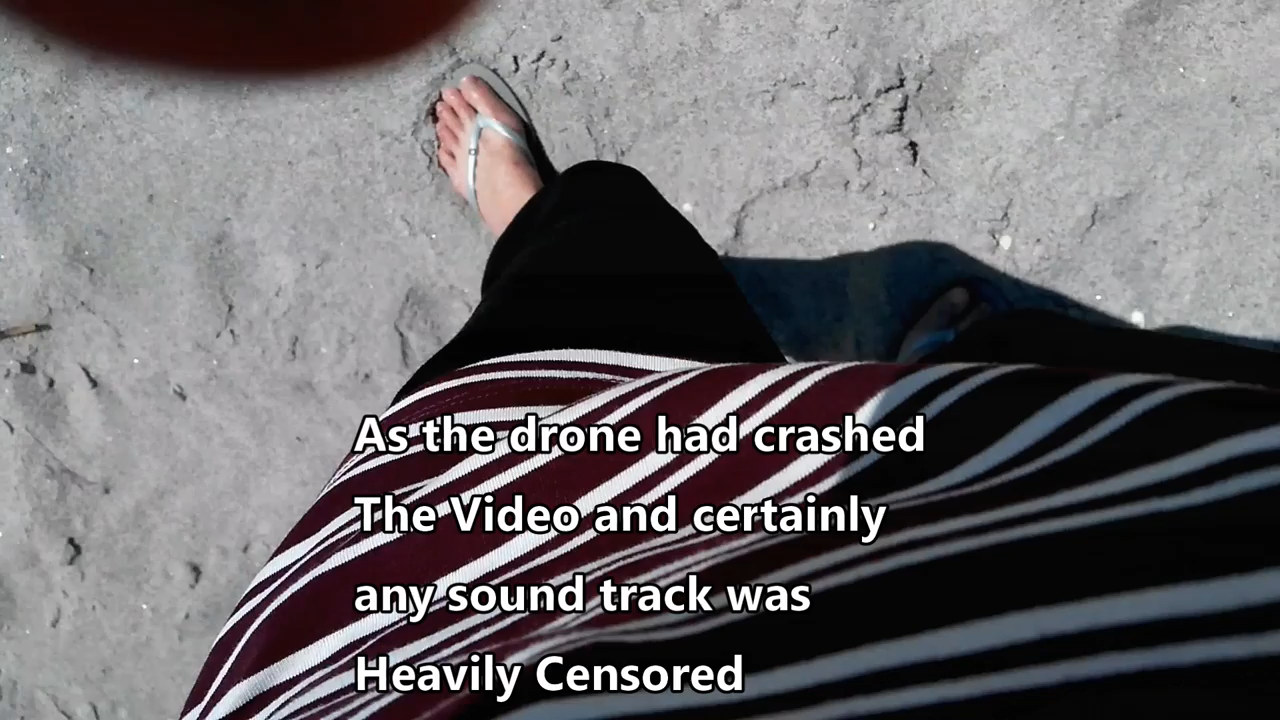 As the drone had crashed
The Video and certainly
any sound track was
Heavily Censored